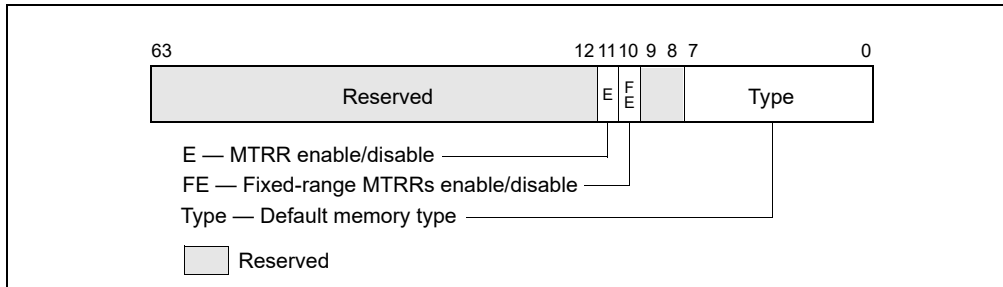 63 12 11 10 9 8 7 0
Reserved E FE Type
E — MTRR enable/disable
FE — Fixed-range MTRRs enable/disable
Type — Default memory type
Reserved